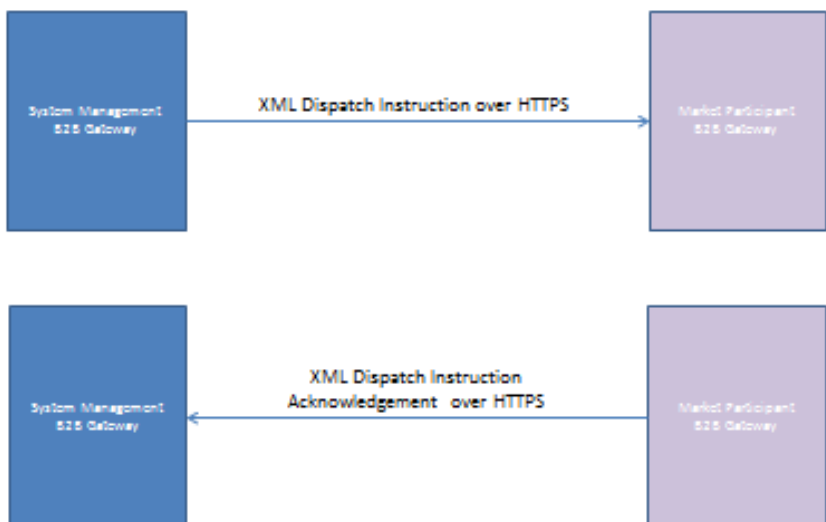 System Management
B2B Gateway
XML Dispatch Instruction over HTTPS
Market Participant
B2B Gateway
System Management
B2B Gateway
XML Dispatch Instruction
Acknowledgement over HTTPS
Market Participant
B2B Gateway